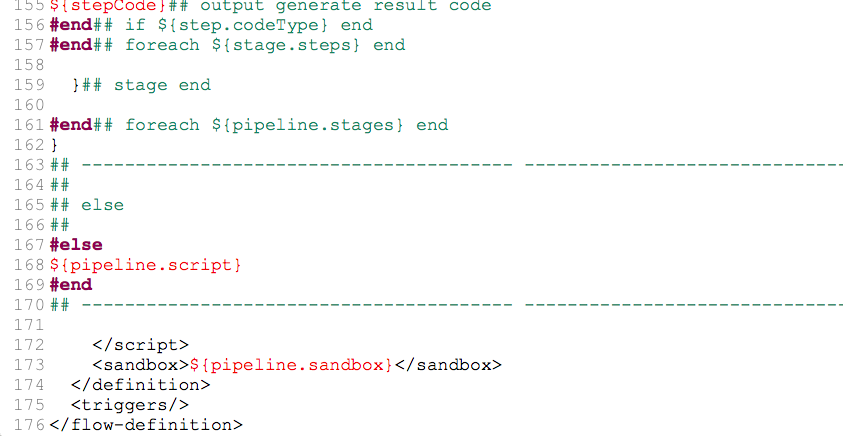 155 ${stepCode}## output generate result code
156 #end## if ${step.codeType} end
157 #end## foreach ${stage.steps} end
158
159   }## stage end
160
161 #end## foreach ${pipeline.stages} end
162 }
163 ## ---------------------------------------- ------------------------------
164 ##
165 ## else
166 ##
167 #else
168 ${pipeline.script}
169 #end
170 ## ---------------------------------------- ------------------------------
171
172     </script>
173     <sandbox>${pipeline.sandbox}</sandbox>
174   </definition>
175   <triggers/>
176 </flow-definition>